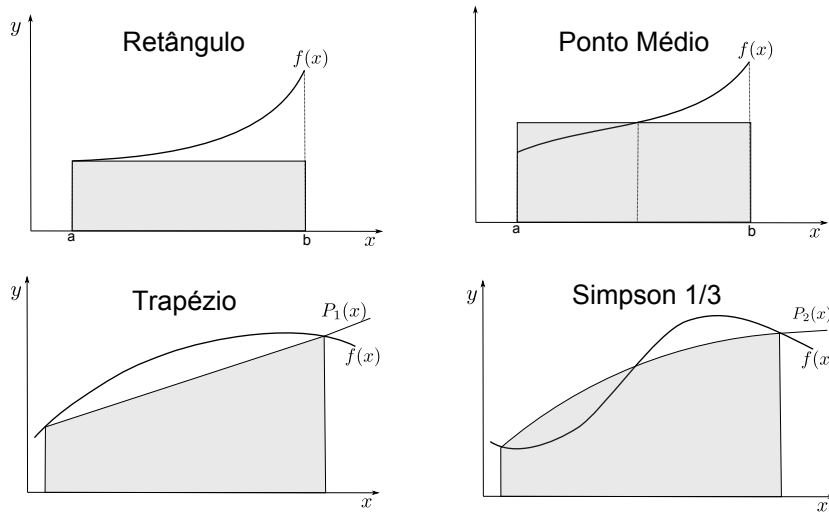 Retângulo
y
f(x)
a
b
x
Ponto Médio
f(x)
a
b
x
Trapézio
y
P₁(x)
f(x)
x
Simpson 1/3
y
P₂(x)
f(x
x